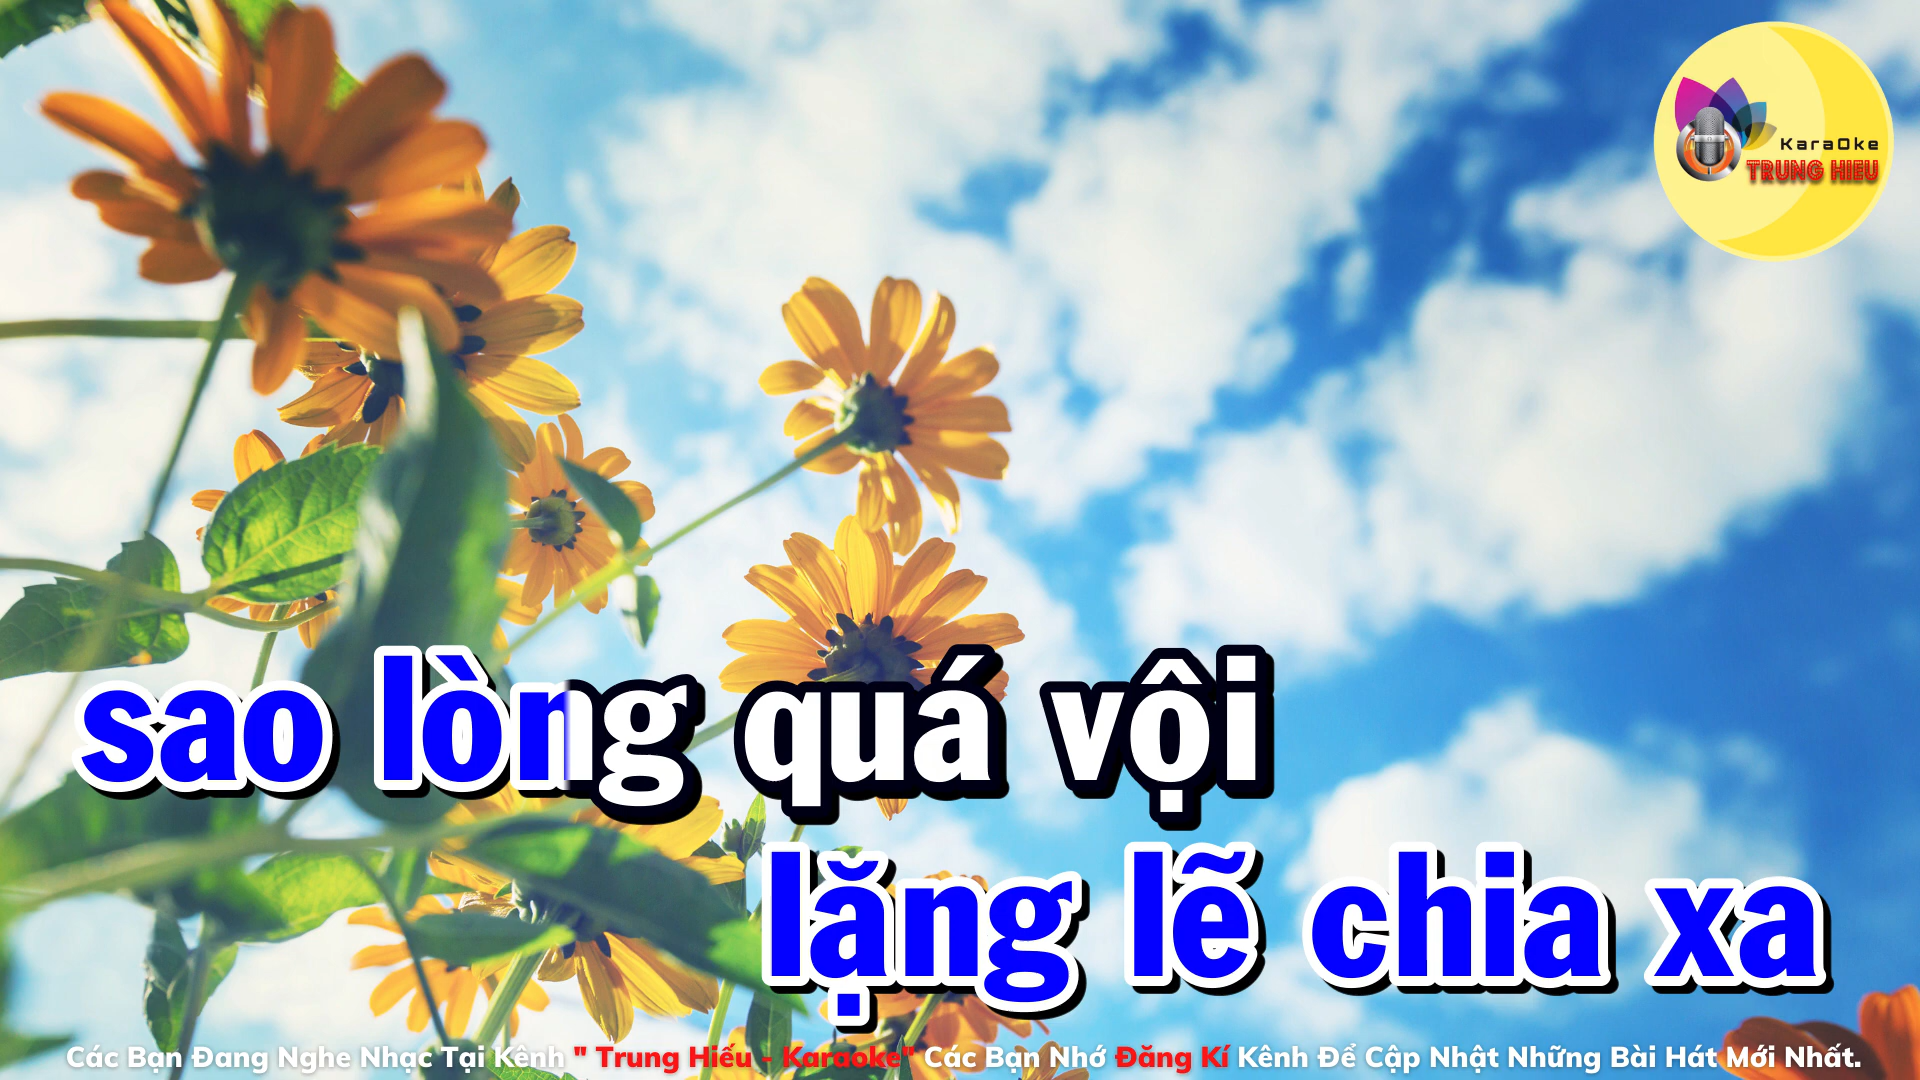 KaraOke
TRUNG HIEU
sao lòng quá vội
lặng lẽ chia xa
Các Bạn Đang Nghe Nhạc Tại Kênh " Trung Hiếu - Karaoke" Các Bạn Nhớ Đăng Kí Kênh Để Cập Nhật Những Bài Hát Mới Nhất.